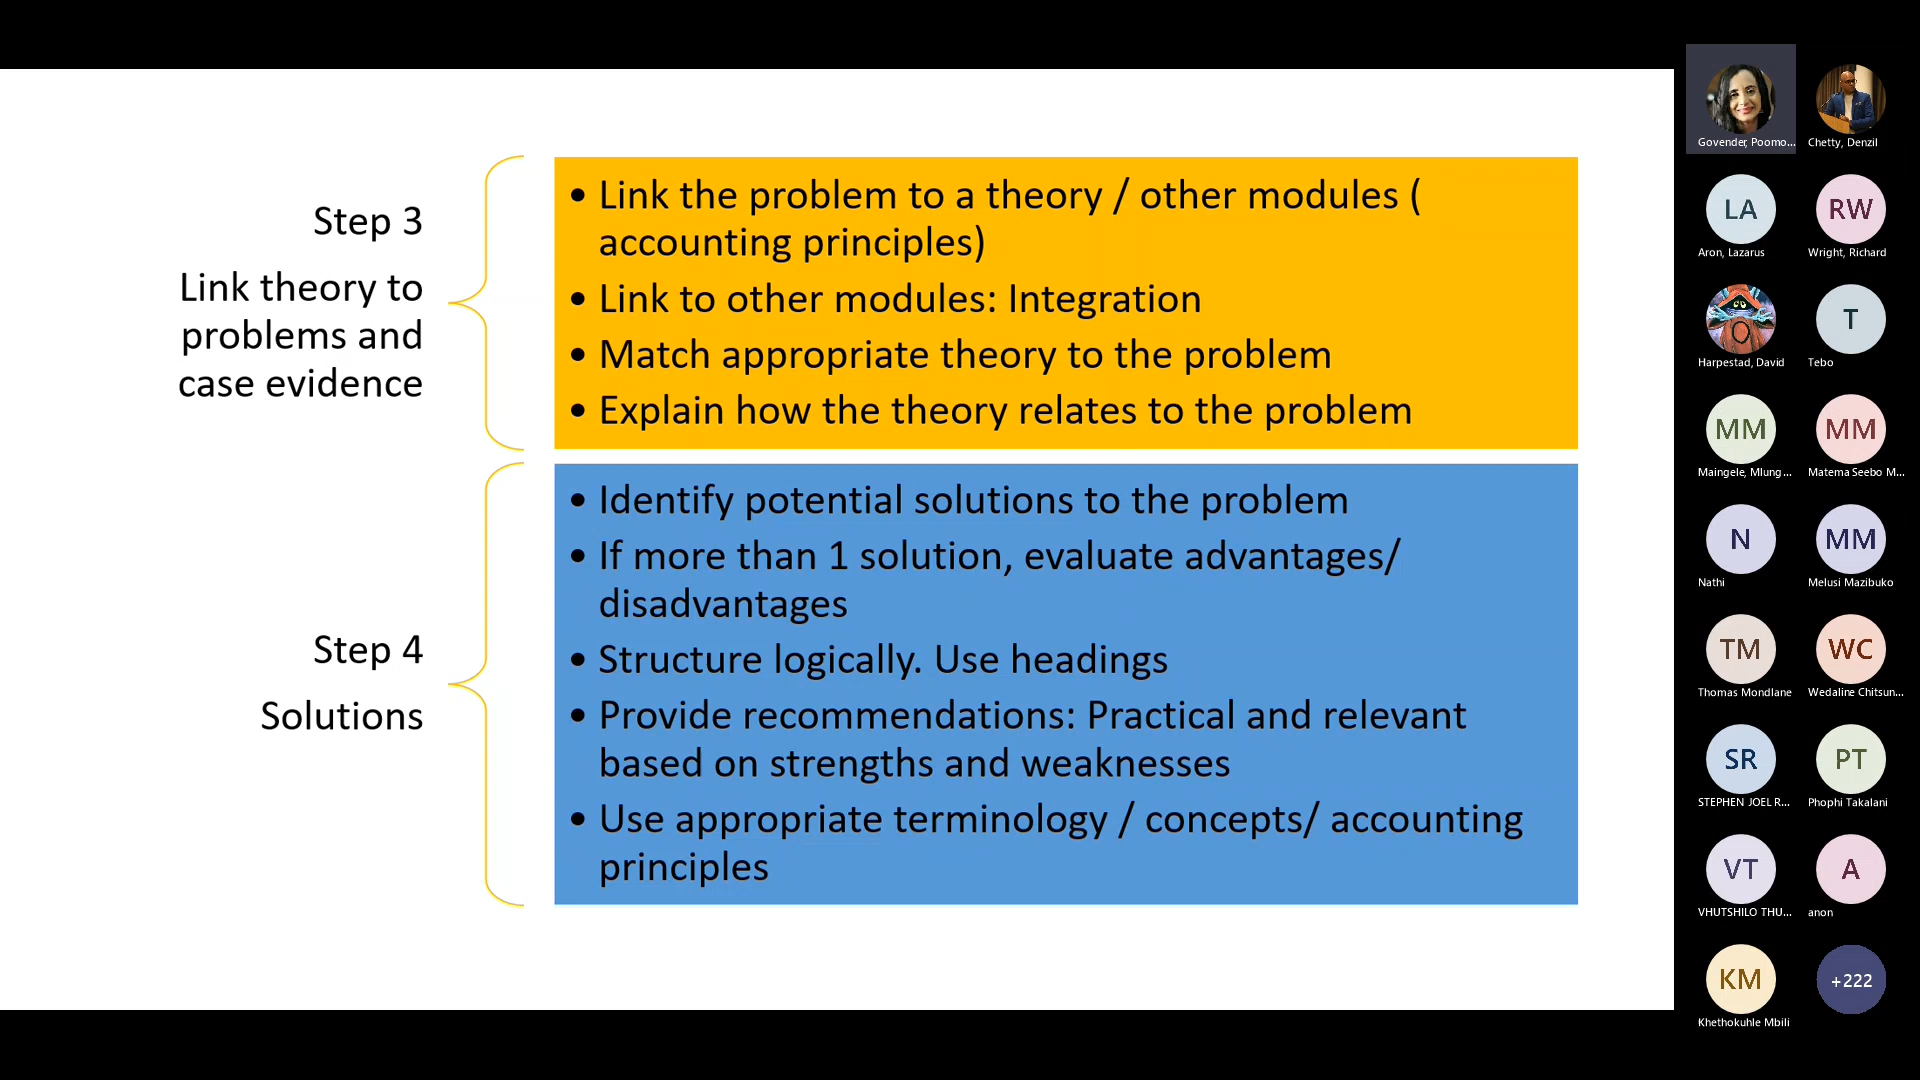 Step 3
Link theory to
problems and
case evidence
• Link the problem to a theory / other modules (
accounting principles)
• Link to other modules: Integration
• Match appropriate theory to the problem
• Explain how the theory relates to the problem
Step 4
Solutions
• Identify potential solutions to the problem
• If more than 1 solution, evaluate advantages/
disadvantages
• Structure logically. Use headings
• Provide recommendations: Practical and relevant
based on strengths and weaknesses
• Use appropriate terminology / concepts/ accounting
principles
Govender, Poomo...
Chetty, Denzil
LA
Aron, Lazarus
RW
Wright, Richard
Harpestad, David
T
Tebo
MM
Maingele, Mlung...
MM
Matema Seebo M...
N
Nathi
MM
Melusi Mazibuko
TM
Thomas Mondlane
WC
Wedaline Chitsun...
SR
STEPHEN JOEL R...
PT
Phophi Takalani
VT
VHUTSHILO THU...
A
anon
KM
Khethokuhle Mbili
+222